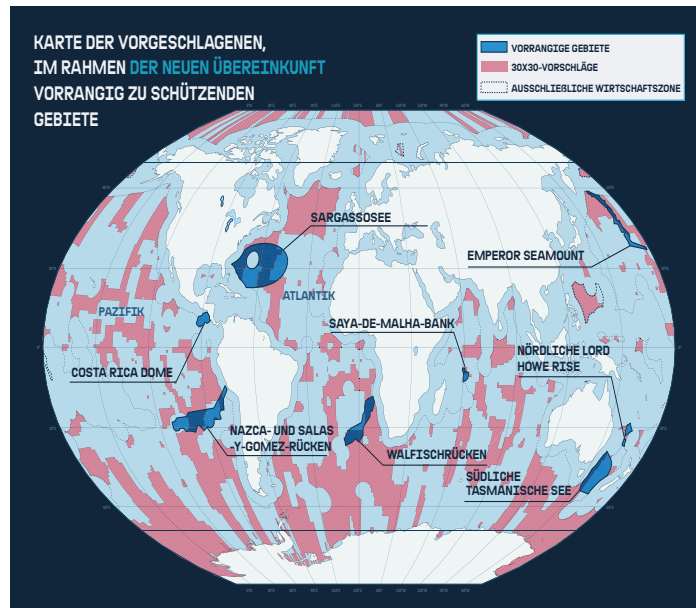 KARTE DER VORGESCHLAGENEN,
IM RAHMEN DER NEUEN ÜBEREINKUNFT
VORRANGIG ZU SCHÜTZENDEN
GEBIETE
VORRANGIGE GEBIETE
30X30-VORSCHLÄGE
AUSSCHLIEẞLICHE WIRTSCHAFTSZONE
SARGASSOSEE
EMPEROR SEAMOUNT
ATLANTIK
PAZIFIK
SAYA-DE-MALHA-BANK
NÖRDLICHE LORD
HOWE RISE
COSTA RICA DOME
NAZCA- UND SALAS
-Y-GOMEZ-RÜCKEN
WALFISCHRÜCKEN
SÜDLICHE
TASMANISCHE SEE